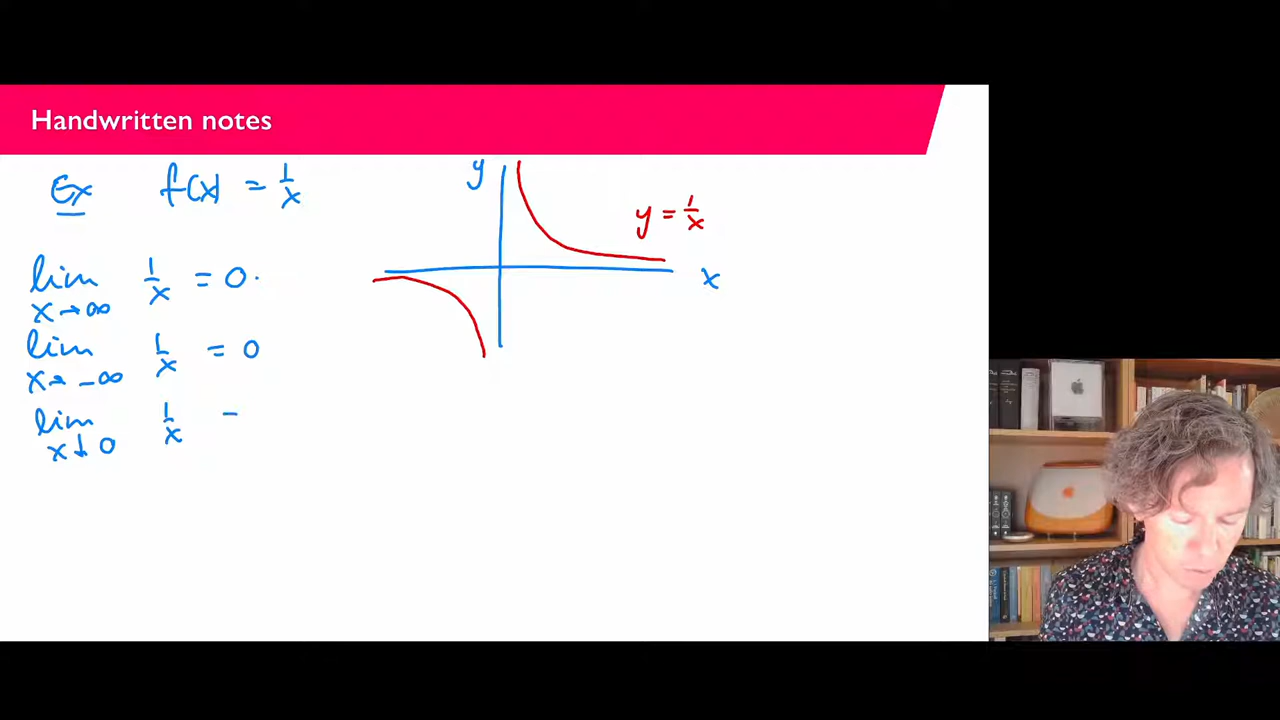 Handwritten notes
Ex f(x) = 1/x
y
y = 1/x
x
lim x→∞ 1/x = 0.
lim x→-∞ 1/x = 0
lim x↓0 1/x -